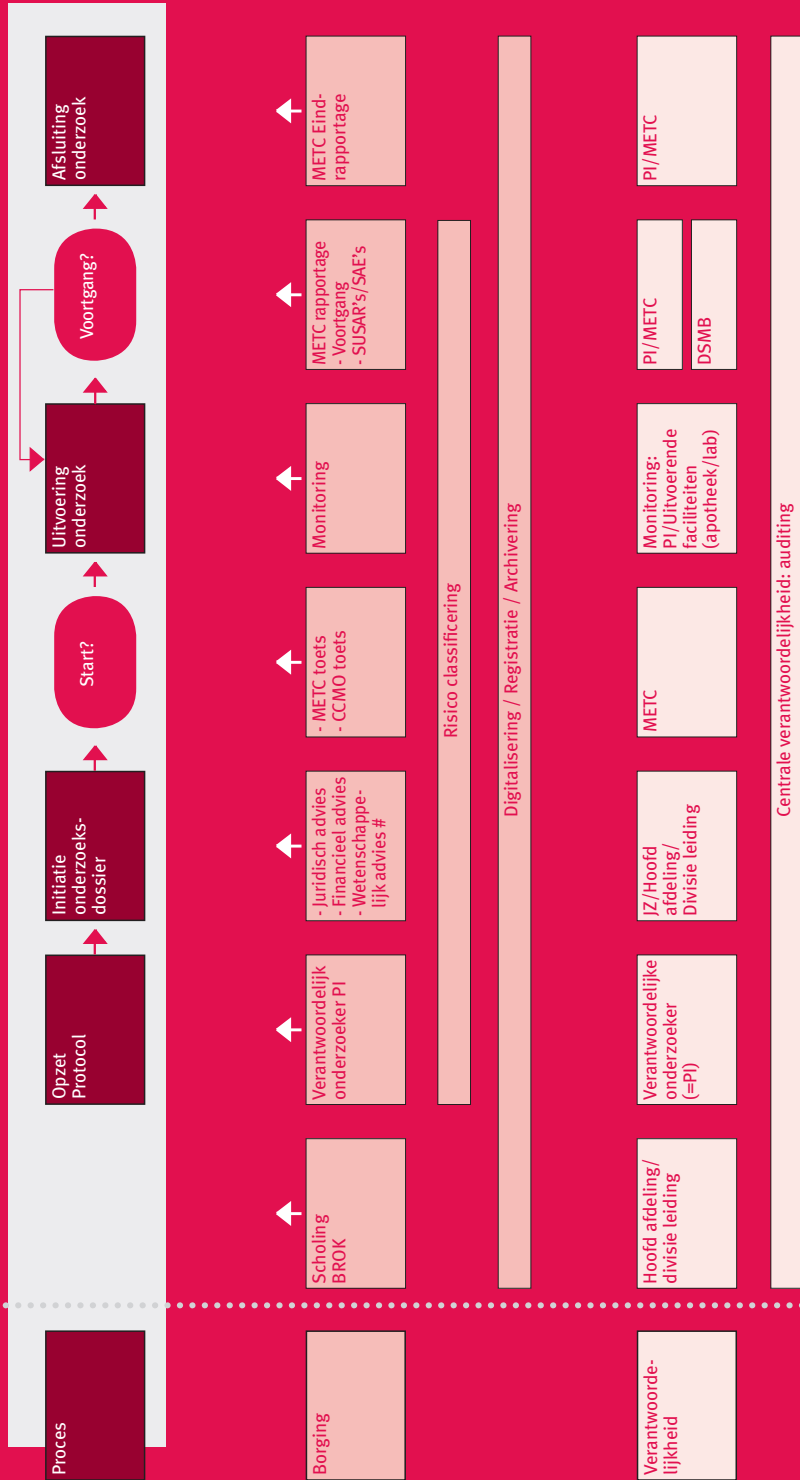 Proces
Opzet
Protocol
Initiatie
onderzoeks-
dossier
Start?
Uitvoering
onderzoek
Voortgang?
Afsluiting
onderzoek
Borging
Scholing
BROK
Verantwoordelijk
onderzoeker PI
- Juridisch advies
- Financieel advies
- Wetenschappe-
lijk advies #
- METC toets
- CCMO toets
Monitoring
METC rapportage
- Voortgang
- SUSAR's/SAE's
METC Eind-
rapportage
Risico classificering
Digitalisering / Registratie / Archivering
Verantwoorde-
lijkheid
Hoofd afdeling/
divisie leiding
Verantwoordelijke
onderzoeker
(=PI)
JZ/Hoofd
afdeling/
Divisie leiding
METC
Monitoring:
PI/Uitvoerende
faciliteiten
(apotheek/lab)
PI/METC
DSMB
PI/METC
Centrale verantwoordelijkheid: auditing